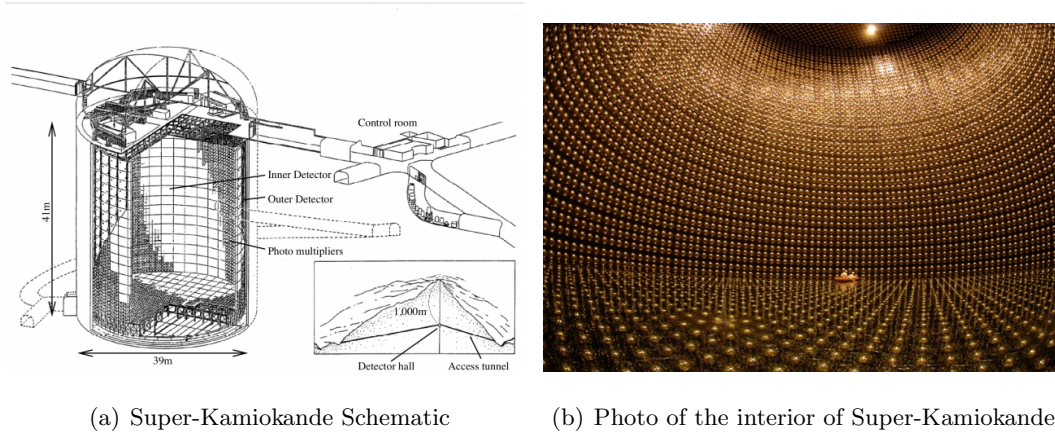 Control room
Inner Detector
Outer Detector
Photo multipliers
41m
39m
1,000m
Detector hall
Access tunnel
(a) Super-Kamiokande Schematic
(b) Photo of the interior of Super-Kamiokande